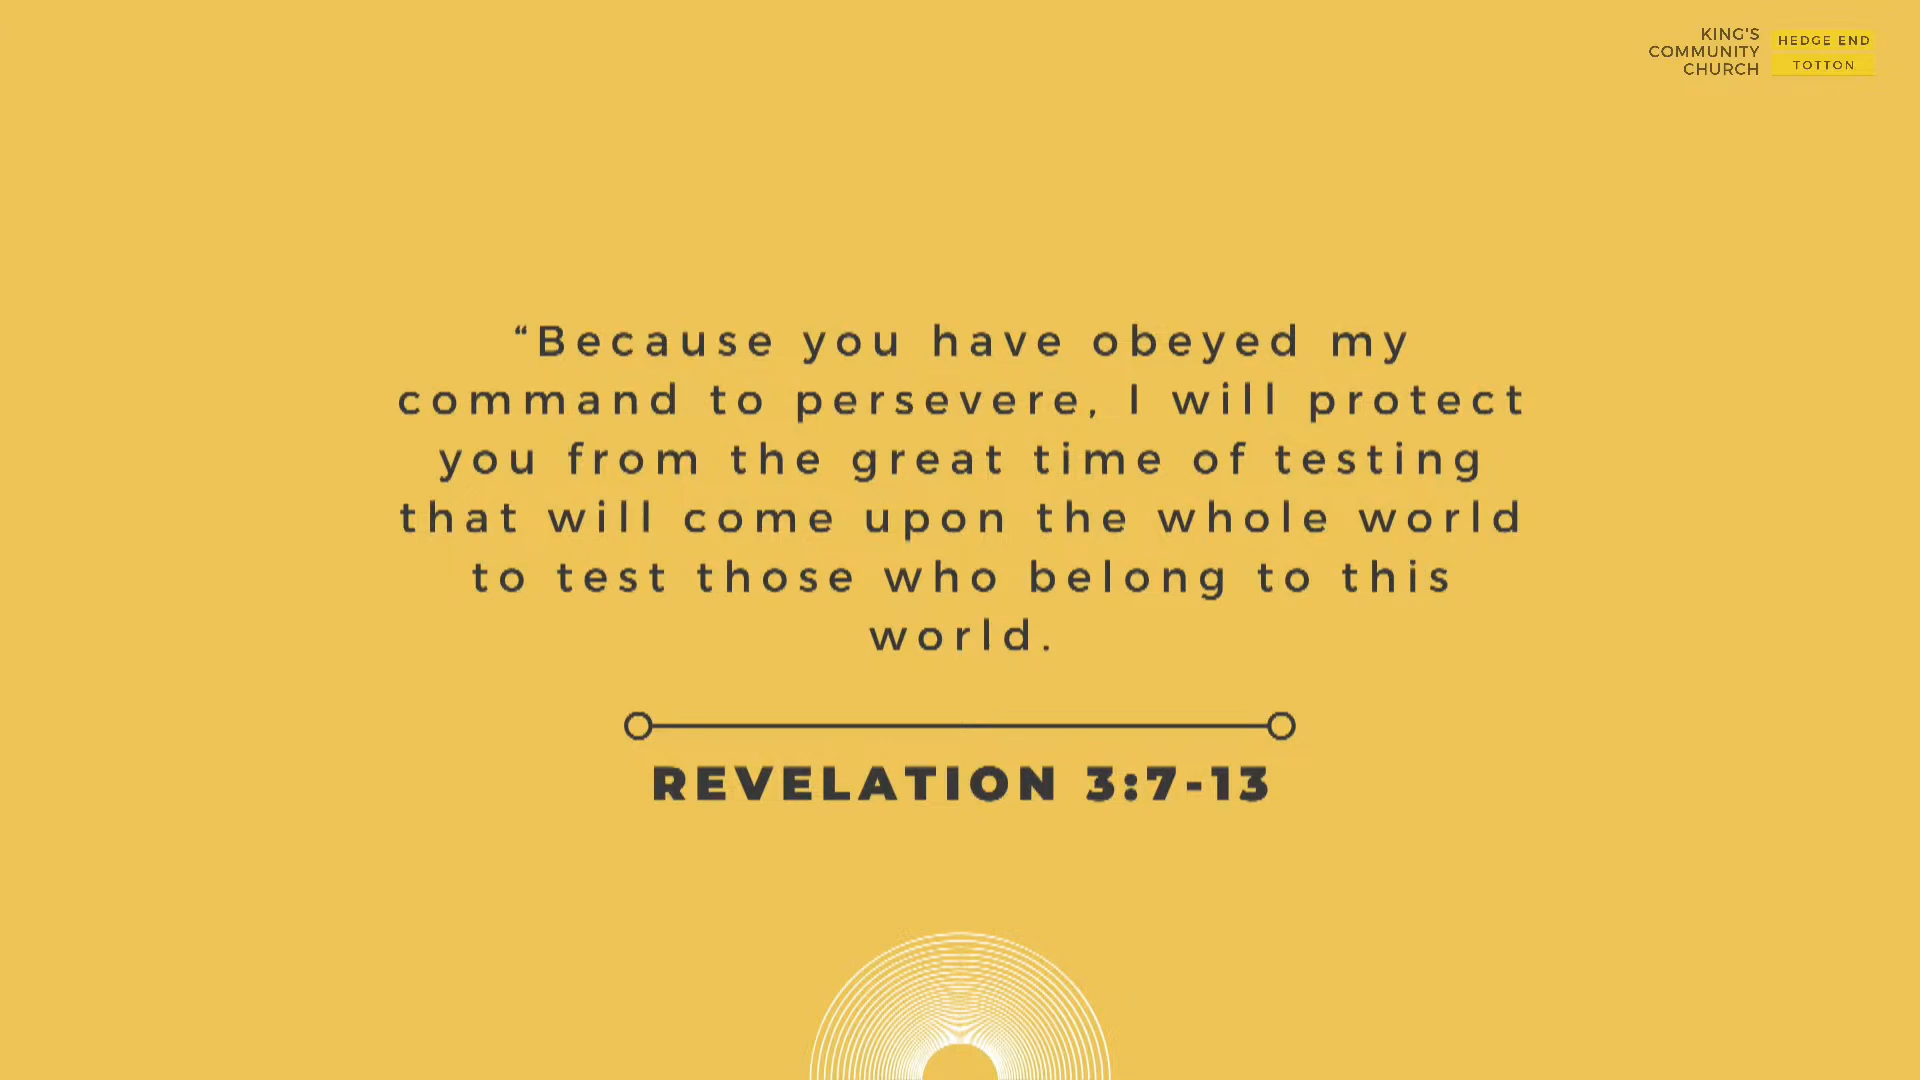 KING'S
COMMUNITY
CHURCH
HEDGE END
TOTTON
“Because you have obeyed my
command to persevere, I will protect
you from the great time of testing
that will come upon the whole world
to test those who belong to this
world.
REVELATION 3:7-13